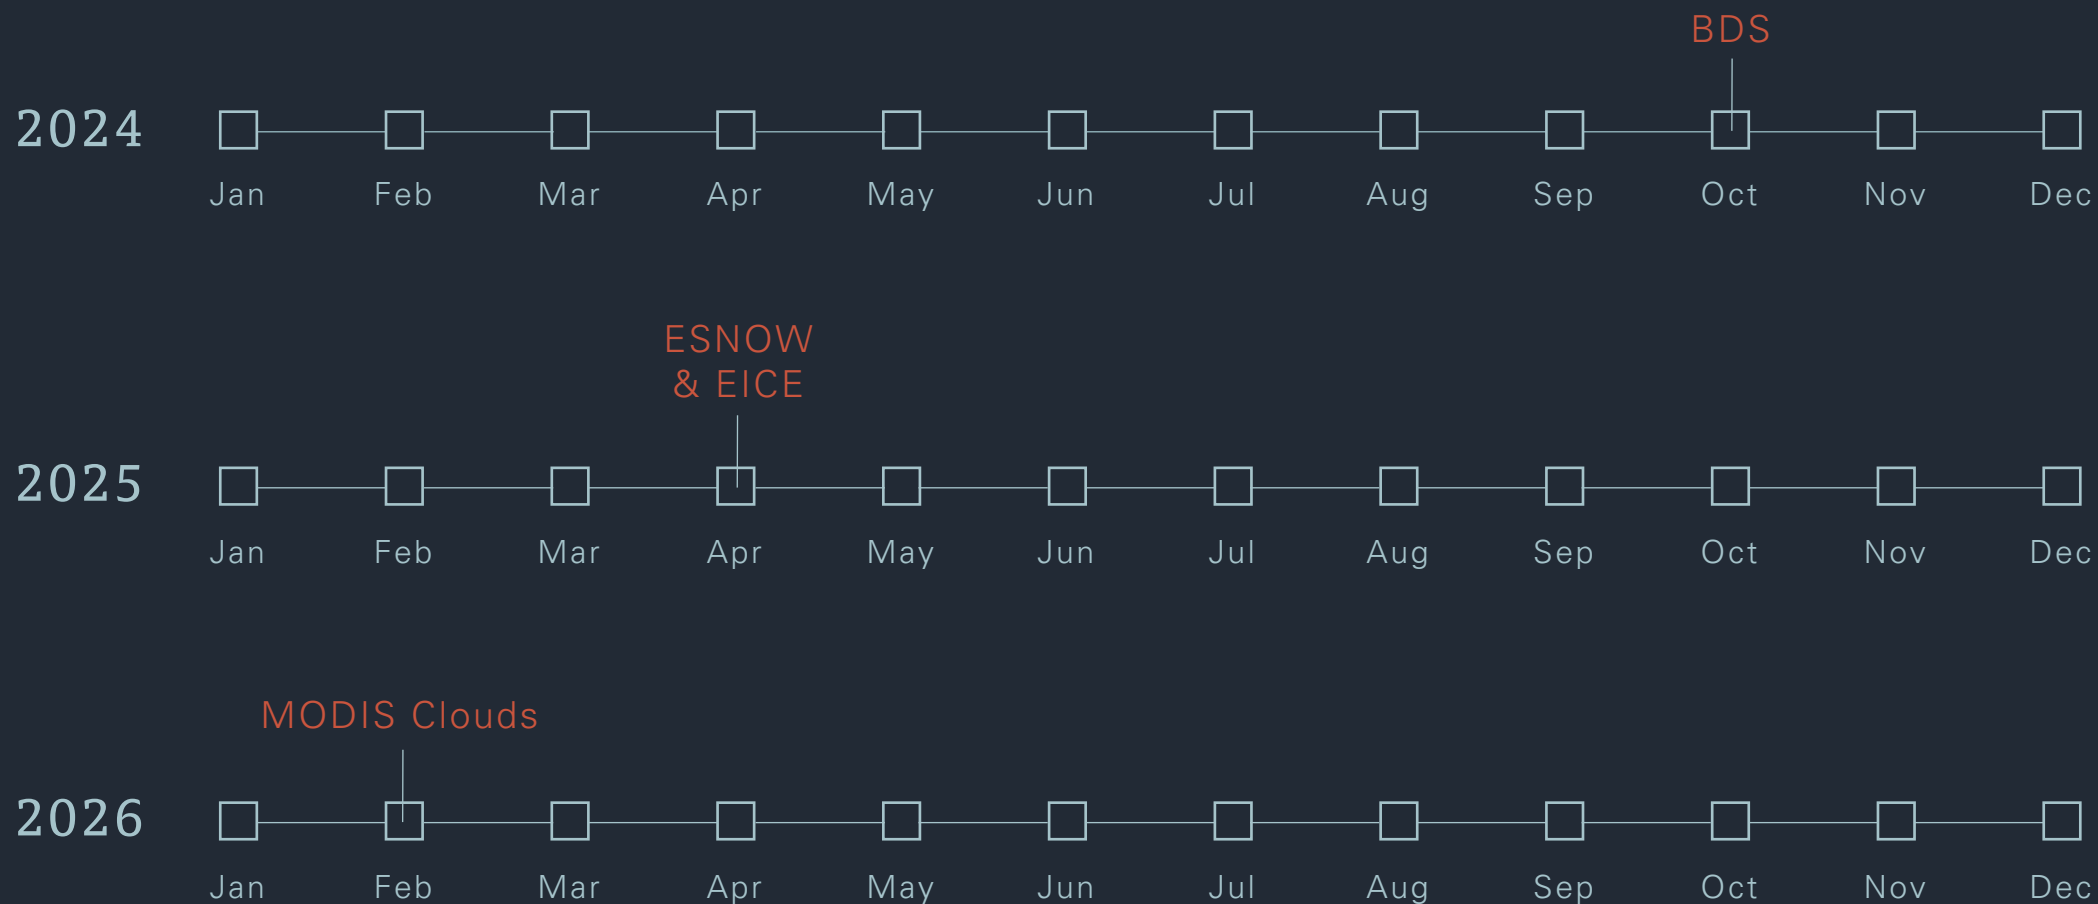 BDS
2024
Jan Feb Mar Apr May Jun Jul Aug Sep Oct Nov Dec
ESNOW
& EICE
2025
Jan Feb Mar Apr May Jun Jul Aug Sep Oct Nov Dec
MODIS Clouds
2026
Jan Feb Mar Apr May Jun Jul Aug Sep Oct Nov Dec